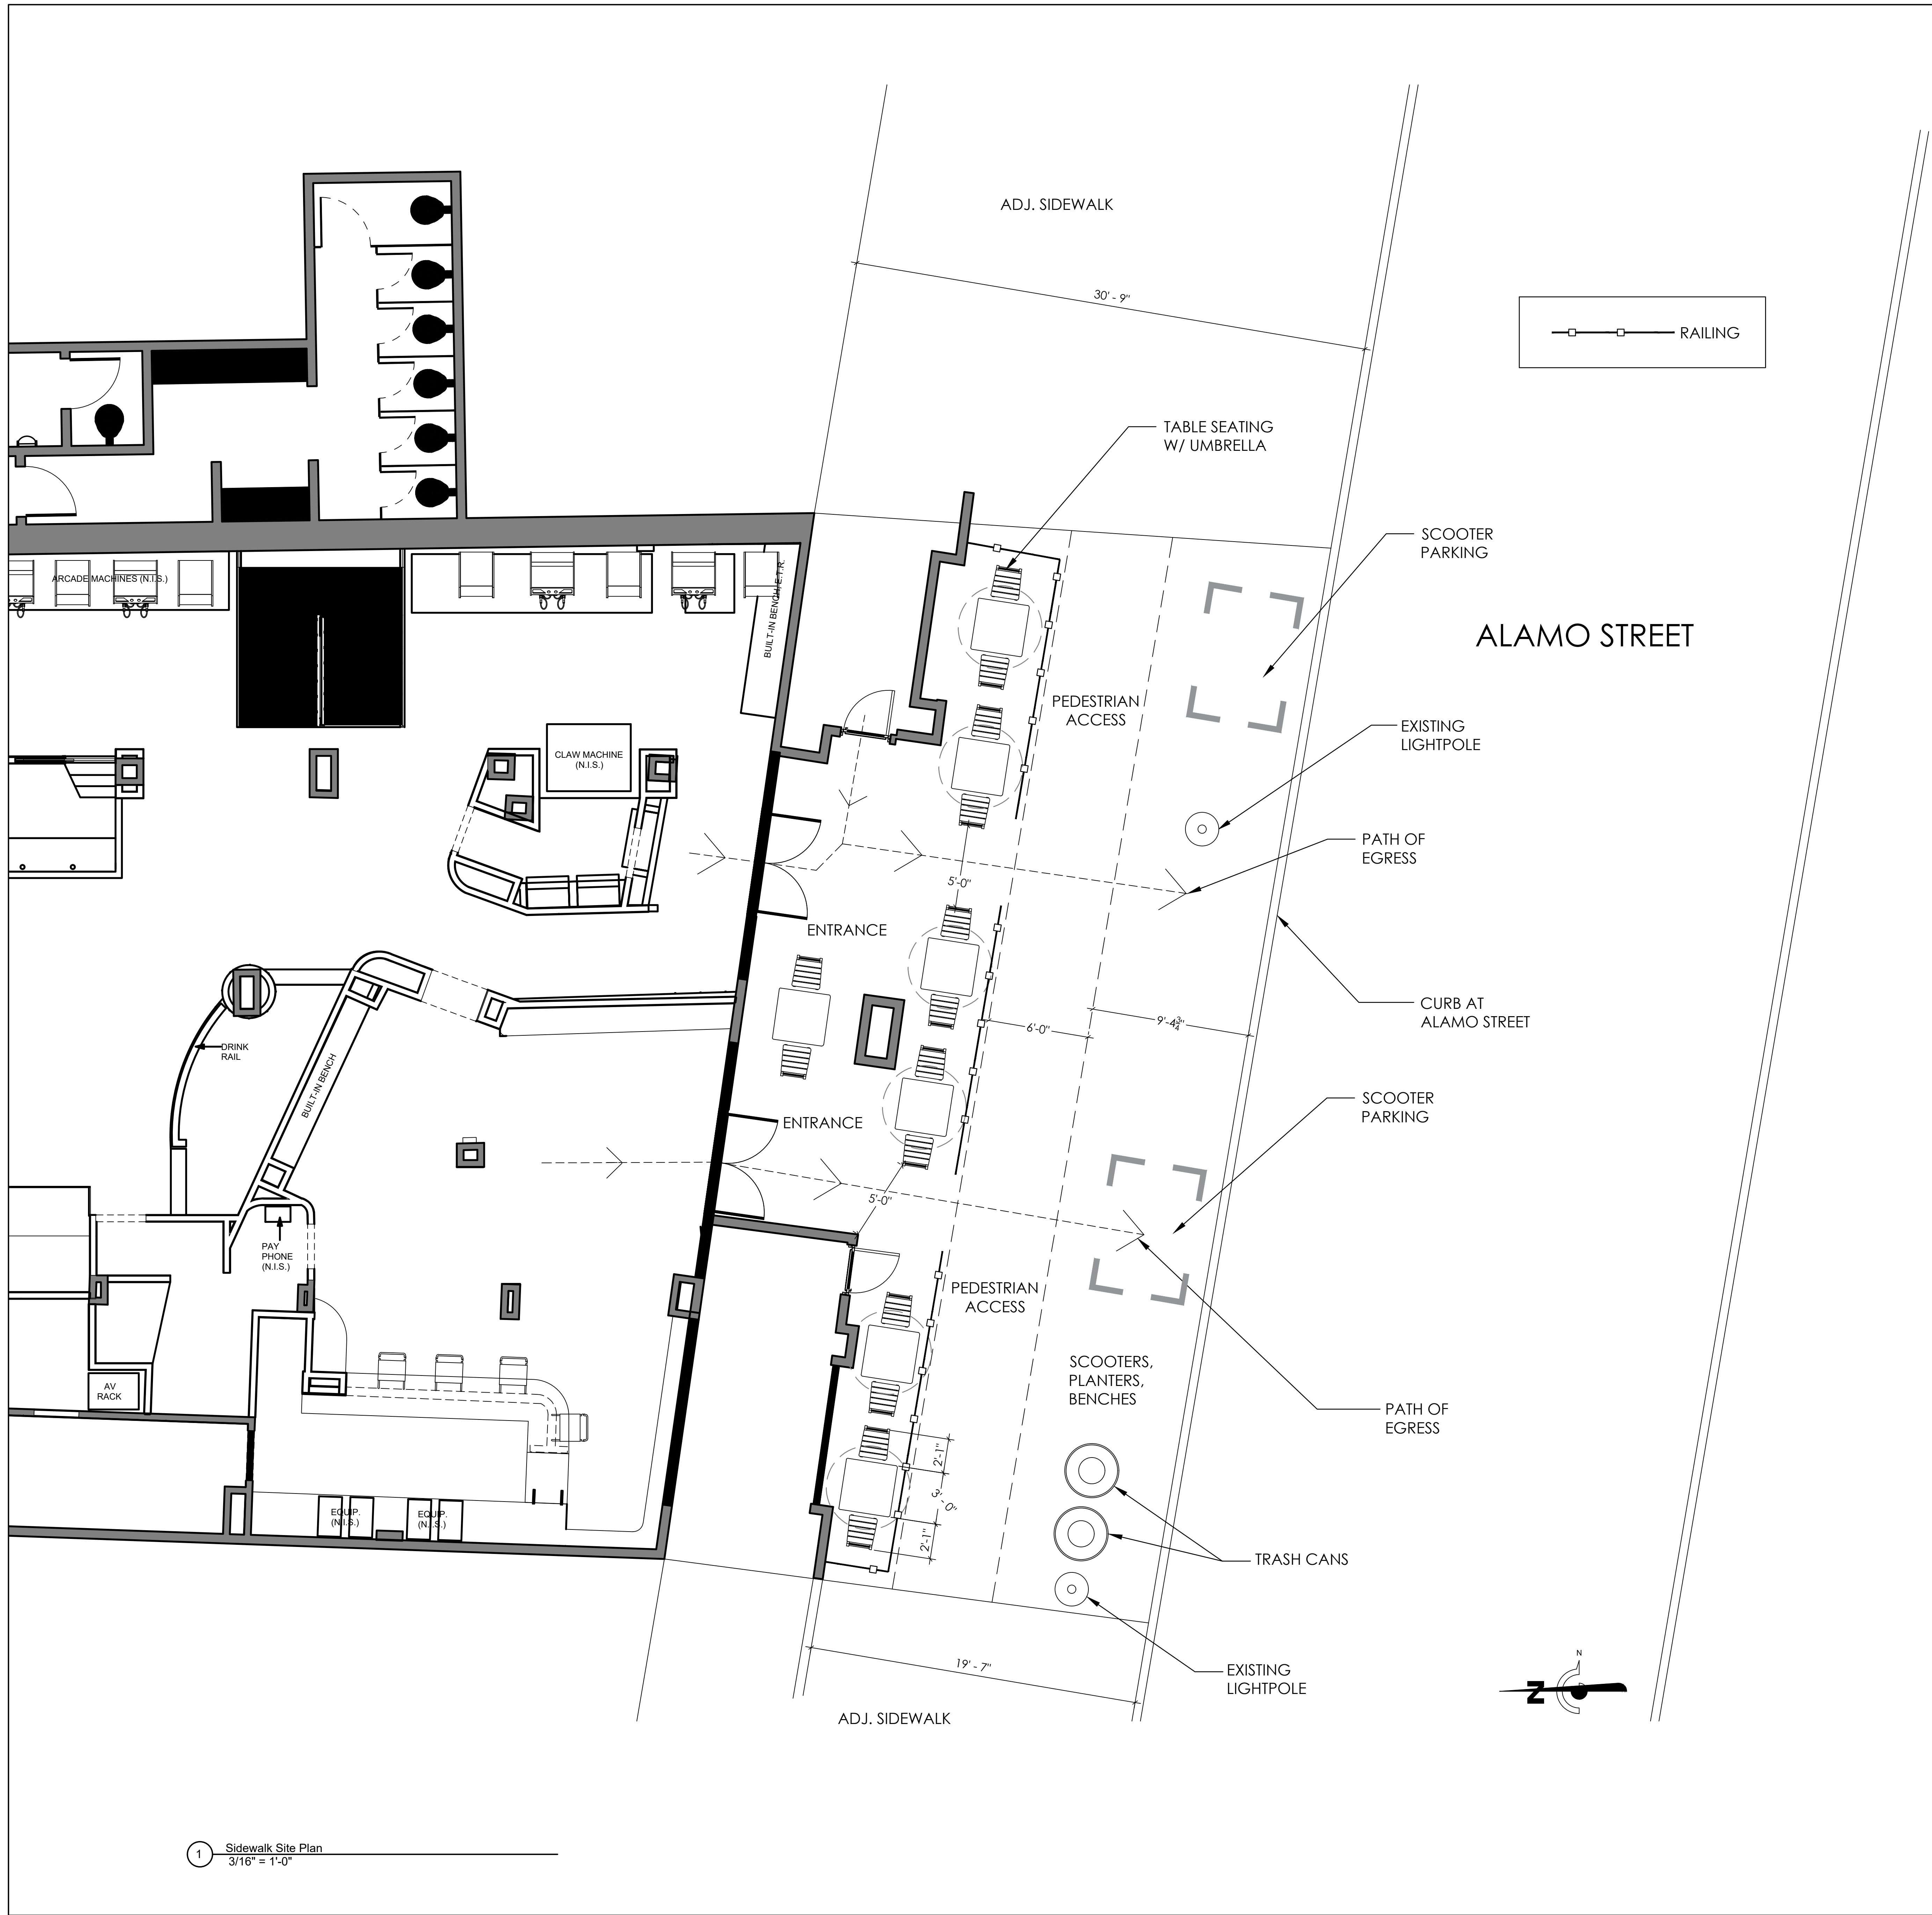 ADJ. SIDEWALK
30' - 9"
RAILING
TABLE SEATING
W/ UMBRELLA
SCOOTER
PARKING
ARCADE MACHINES (N.I.S.)
BUILT-IN BENCH/E.T.R.
ALAMO STREET
PEDESTRIAN
ACCESS
EXISTING
LIGHTPOLE
CLAW MACHINE
(N.I.S.)
PATH OF
EGRESS
5'-0"
ENTRANCE
CURB AT
ALAMO STREET
6'-0"
9'-4¾"
DRINK
RAIL
BUILT-IN BENCH
SCOOTER
PARKING
ENTRANCE
5'-0"
PAY
PHONE
(N.I.S.)
PEDESTRIAN
ACCESS
SCOOTERS,
PLANTERS,
BENCHES
AV
RACK
PATH OF
EGRESS
2'-1"
3' - 0"
2'-1"
EQUIP.
(N.I.S.)
EQUIP.
(N.I.S.)
TRASH CANS
19' - 7"
EXISTING
LIGHTPOLE
N
N
ADJ. SIDEWALK
1
Sidewalk Site Plan
3/16" = 1'-0"